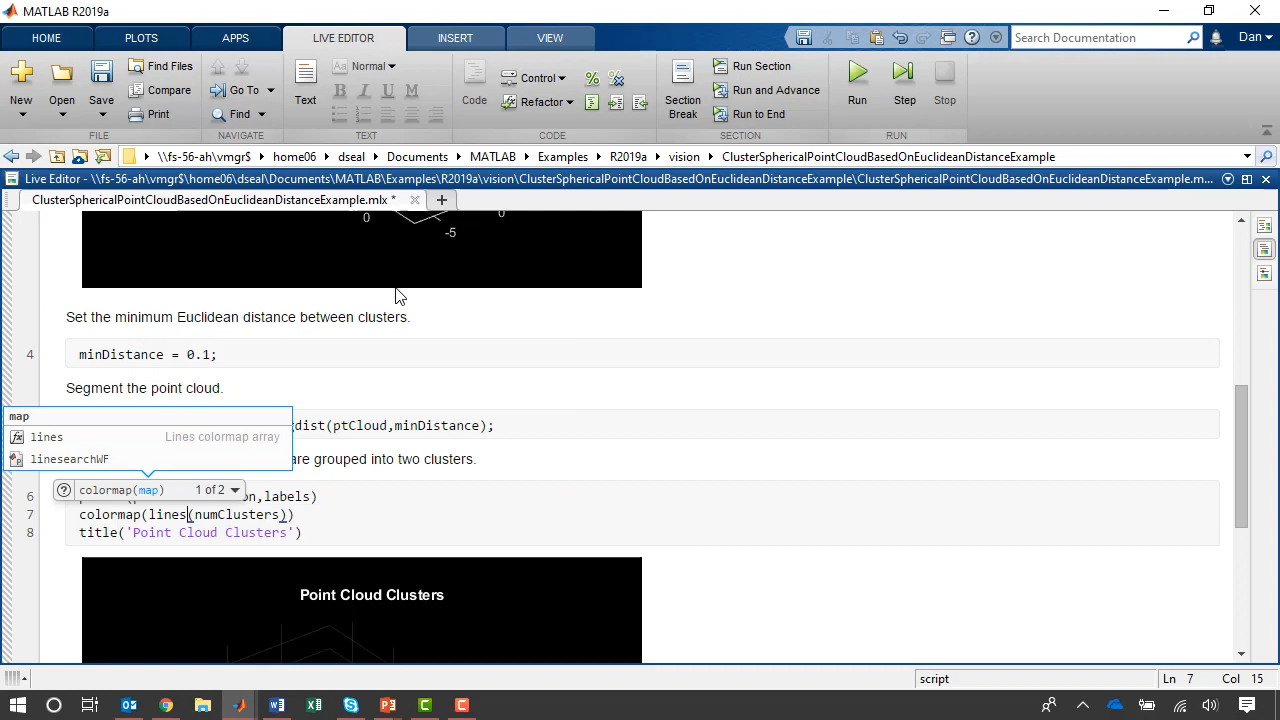 MATLAB R2019a
HOME PLOTS APPS LIVE EDITOR INSERT VIEW Search Documentation Dan
New Open Save Find Files Compare Print Go To Find
Text Normal B I U M
Code Control Refactor
Section Break Run Section Run and Advance Run to End
Run Step Stop
FILE NAVIGATE TEXT CODE SECTION RUN
\\fs-56-ah\vmgr$ home06 dseal Documents MATLAB Examples R2019a vision ClusterSphericalPointCloudBasedOnEuclideanDistanceExample
Live Editor - \\fs-56-ah\vmgr$\home06\dseal\Documents\MATLAB\Examples\R2019a\vision\ClusterSphericalPointCloudBasedOnEuclideanDistanceExample\ClusterSphericalPointCloudBasedOnEuclideanDistanceExample.m...
ClusterSphericalPointCloudBasedOnEuclideanDistanceExample.mlx *
0 0
-5
Set the minimum Euclidean distance between clusters.
4 minDistance = 0.1;
Segment the point cloud.
map
lines Lines colormap array
linesearchWF
dist(ptCloud,minDistance);
are grouped into two clusters.
colormap(map) 1 of 2
6 on,labels)
7 colormap(lines(numClusters))
8 title('Point Cloud Clusters')
Point Cloud Clusters
script Ln 7 Col 15